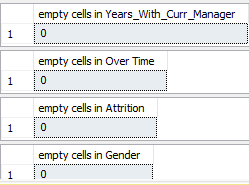 empty cells in Years_With_Curr_Manager
1 0
empty cells in Over Time
1 0
empty cells in Attrition
1 0
empty cells in Gender
1 0